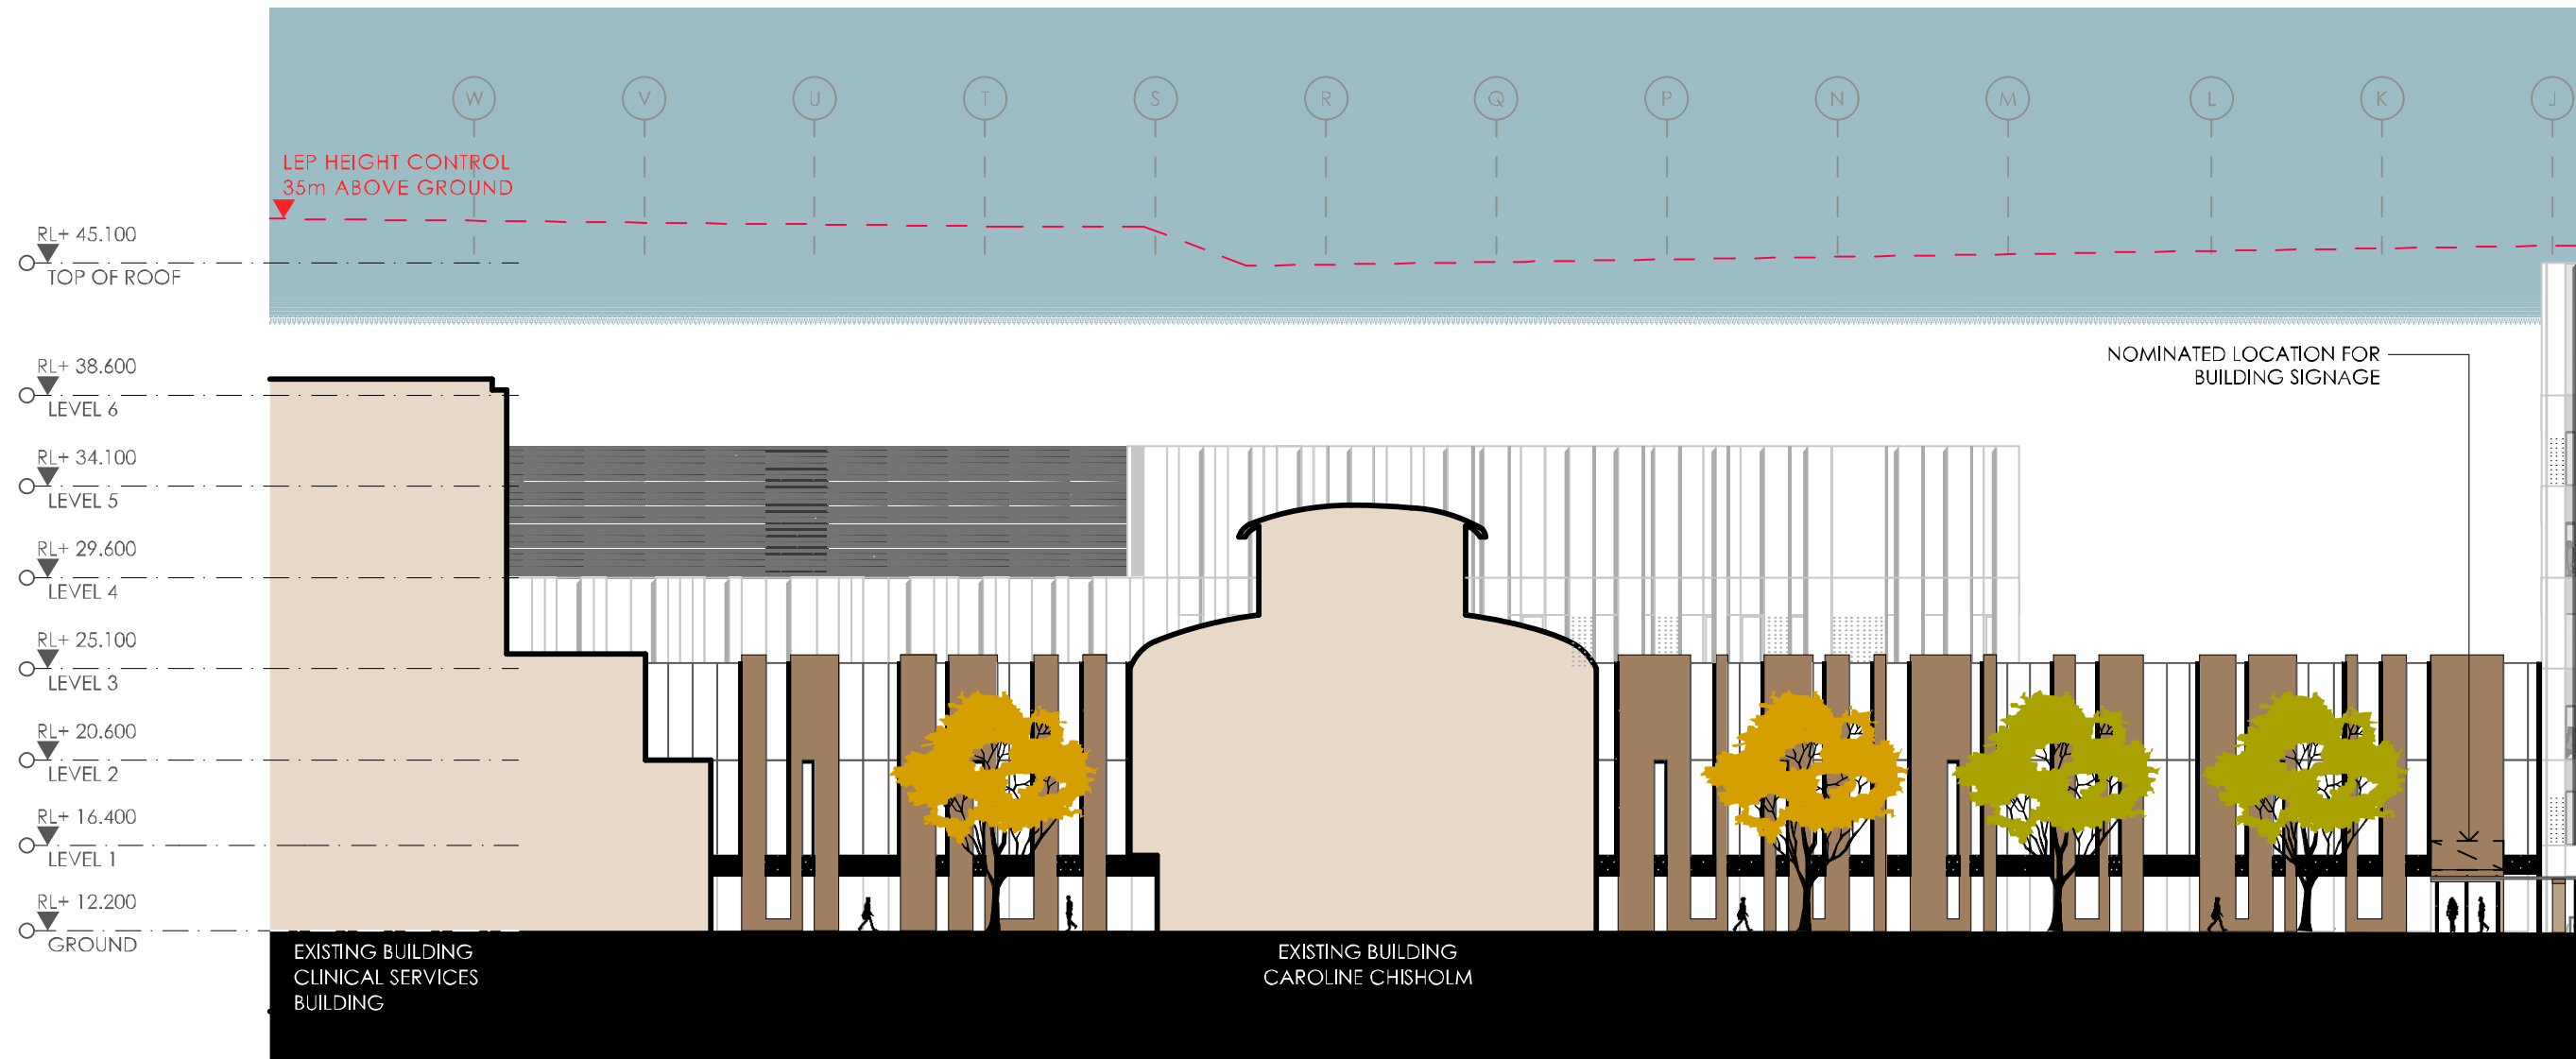 W V U T S R Q P N M L K J
LEP HEIGHT CONTROL
35m ABOVE GROUND
RL+ 45.100
TOP OF ROOF
RL+ 38.600
LEVEL 6
NOMINATED LOCATION FOR
BUILDING SIGNAGE
RL+ 34.100
LEVEL 5
RL+ 29.600
LEVEL 4
RL+ 25.100
LEVEL 3
RL+ 20.600
LEVEL 2
RL+ 16.400
LEVEL 1
RL+ 12.200
GROUND
EXISTING BUILDING
CLINICAL SERVICES
BUILDING
EXISTING BUILDING
CAROLINE CHISHOLM